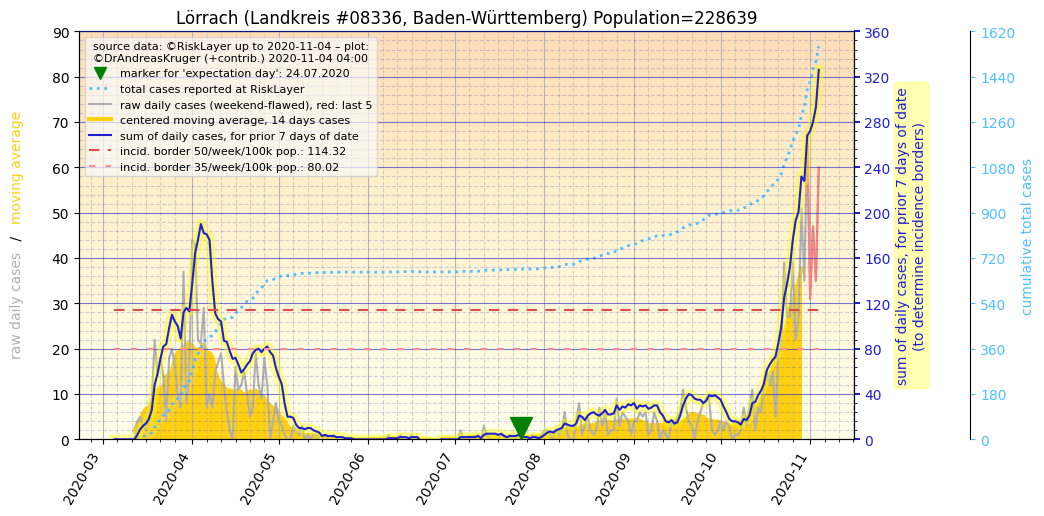 Lörrach (Landkreis #08336, Baden-Württemberg) Population=228639
source data: ©RiskLayer up to 2020-11-04 – plot:
©DrAndreasKruger (+contrib.) 2020-11-04 04:00
marker for 'expectation day': 24.07.2020
total cases reported at RiskLayer
raw daily cases (weekend-flawed), red: last 5
centered moving average, 14 days cases
sum of daily cases, for prior 7 days of date
incid. border 50/week/100k pop.: 114.32
incid. border 35/week/100k pop.: 80.02
raw daily cases / moving average
90
80
70
60
50
40
30
20
10
0
2020-03
2020-04
2020-05
2020-06
2020-07
2020-08
2020-09
2020-10
2020-11
360
320
280
240
200
160
120
80
40
0
sum of daily cases, for prior 7 days of date
(to determine incidence borders)
1620
1440
1260
1080
900
720
540
360
180
0
cumulative total cases